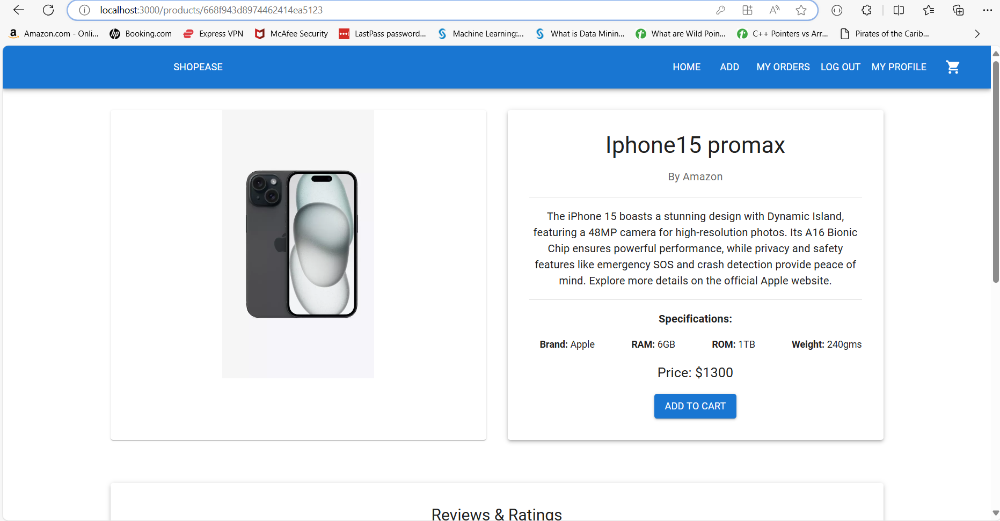 localhost:3000/products/668f943d8974462414ea5123
Amazon.com - Onli... Booking.com Express VPN McAfee Security LastPass password... Machine Learning:... What is Data Minin... What are Wild Poin... C++ Pointers vs Arr... Pirates of the Carib...
SHOPEASE HOME ADD MY ORDERS LOG OUT MY PROFILE
Iphone15 promax
By Amazon
The iPhone 15 boasts a stunning design with Dynamic Island,
featuring a 48MP camera for high-resolution photos. Its A16 Bionic
Chip ensures powerful performance, while privacy and safety
features like emergency SOS and crash detection provide peace of
mind. Explore more details on the official Apple website.
Specifications:
Brand: Apple RAM: 6GB ROM: 1TB Weight: 240gms
Price: $1300
ADD TO CART
Reviews & Ratings